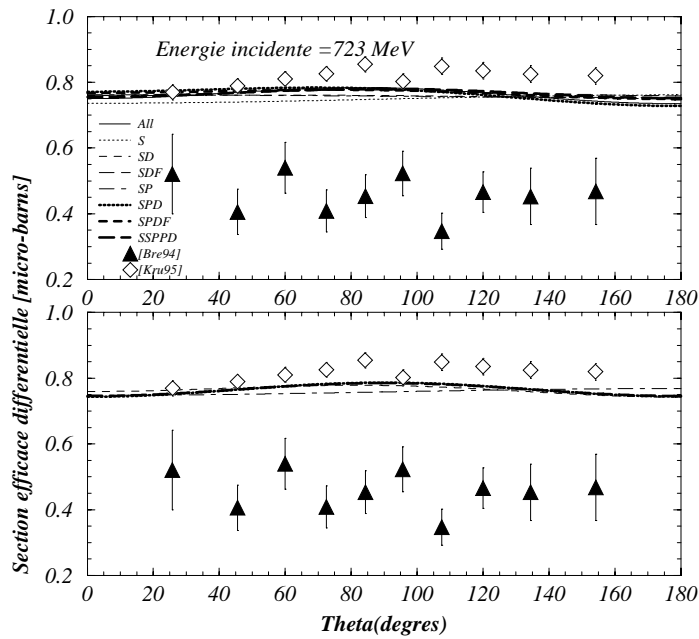 1.0
Energie incidente =723 MeV
0.8
All
S
SD
SDF
SP
SPD
SPDF
SSPPD
[Bre94]
[Kru95]
0.6
0.4
0.2
0 20 40 60 80 100 120 140 160 180
1.0
0.8
0.6
0.4
0.2
0 20 40 60 80 100 120 140 160 180
Theta(degres)
Section efficace differentielle [micro-barns]